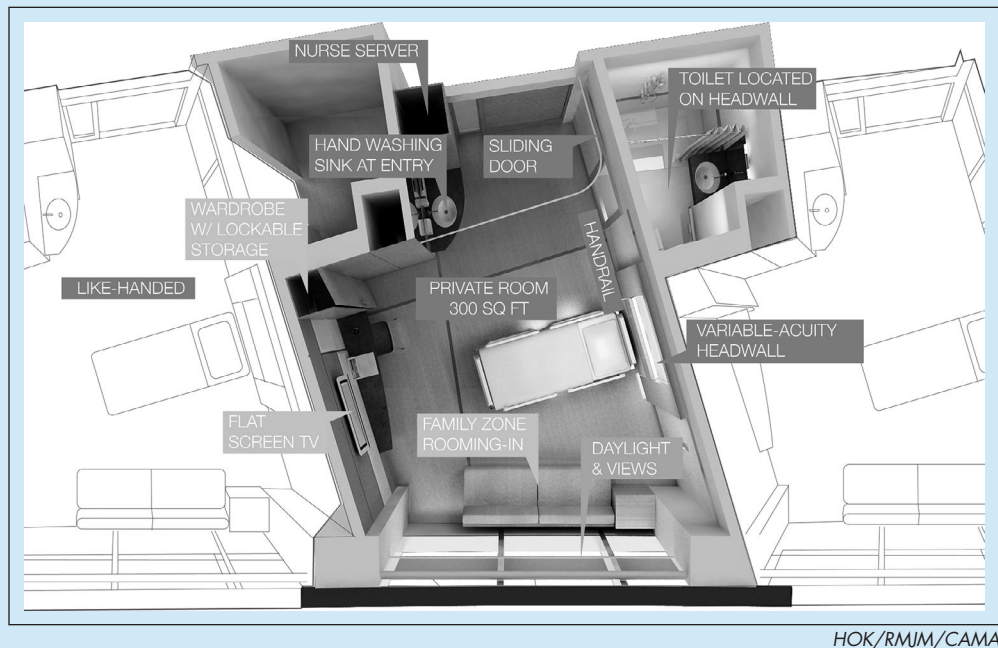 NURSE SERVER
TOILET LOCATED
ON HEADWALL
HAND WASHING
SINK AT ENTRY
SLIDING
DOOR
WARDROBE
W/ LOCKABLE
STORAGE
HANDRAIL
LIKE-HANDED
PRIVATE ROOM
300 SQ FT
VARIABLE-ACUITY
HEADWALL
FLAT
SCREEN TV
FAMILY ZONE
ROOMING-IN
DAYLIGHT
& VIEWS
HOK/RMJM/CAMA